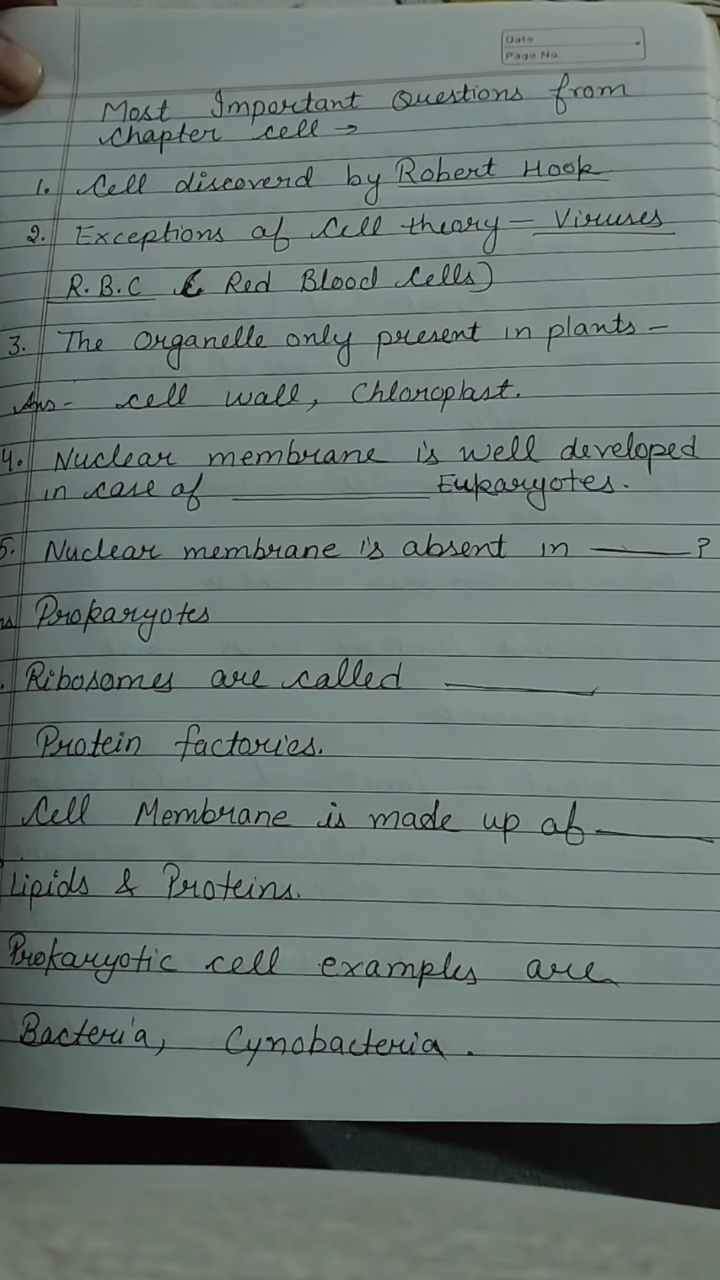 Date
Page No.
Most Important Questions from
chapter cell →
1. Cell discoverd by Robert Hook
2. Exceptions of Cell theory - Viruses
R.B.C ( Red Blood Cells)
3. The Organelle only present in plants -
Ans - cell wall, Chloroplast.
4. Nuclear membrane is well developed
in case of ________ Eukaryotes.
5. Nuclear membrane is absent in ____?
Prokaryotes
Ribosomes are called ____
Protein factories.
Cell Membrane is made up of ____
Lipids & Proteins.
Prokaryotic cell examples are
Bacteria, Cynobacteria.